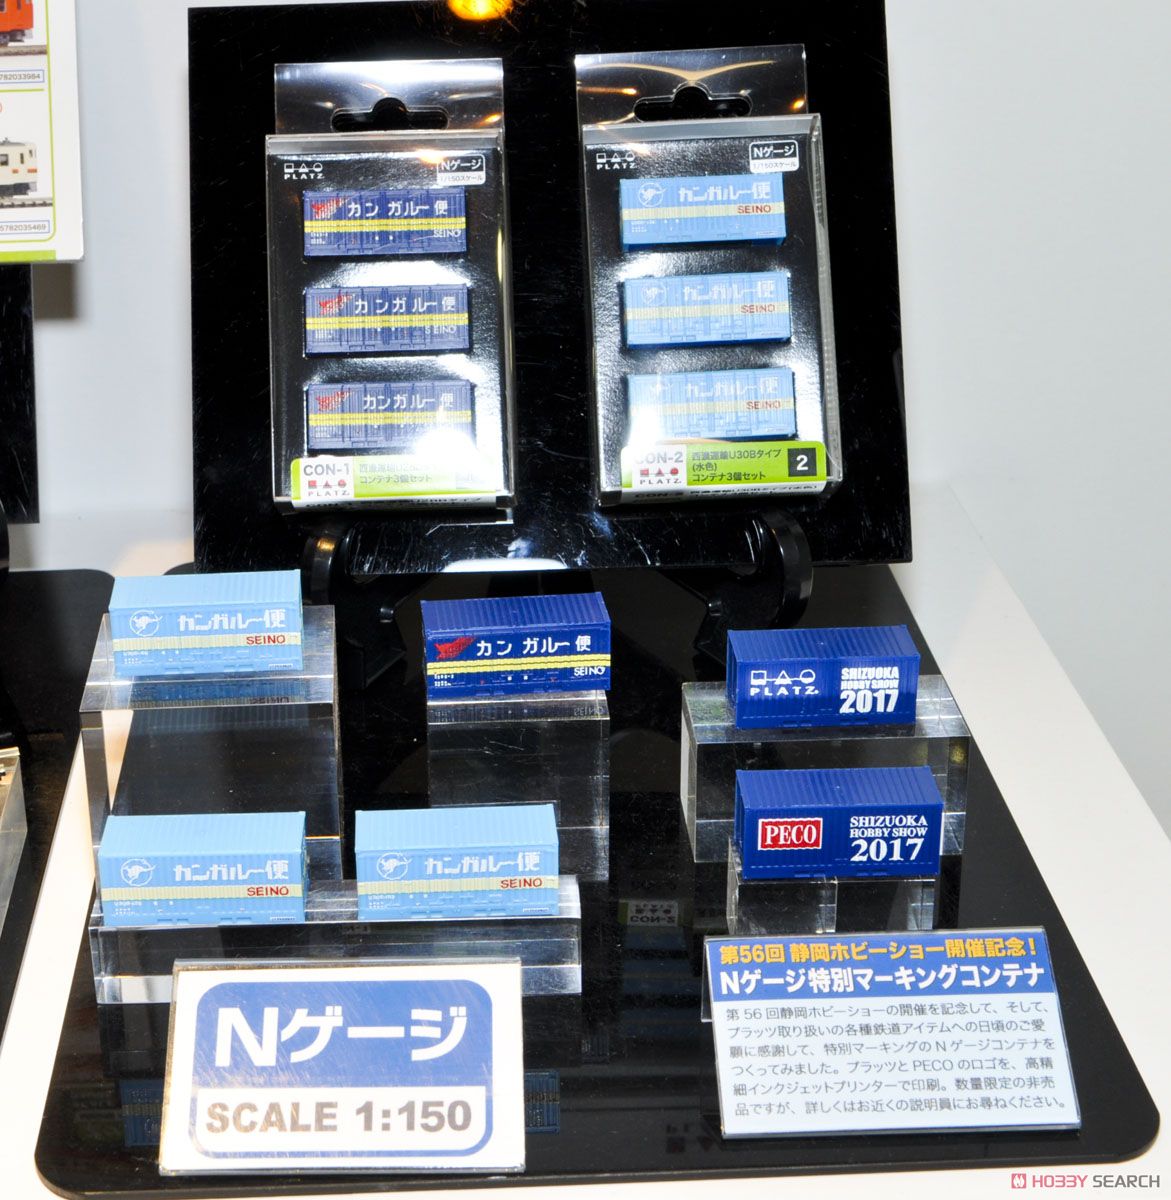 782033984
5782035469
PLATZ
Nゲージ
1/150スケール
カンガルー便
SEINO
カンガルー便
SEINO
カンガルー便
CON-1
PLATZ
コンテナ3個セット
PLATZ
Nゲージ
1/150スケール
カンガルー便
SEINO
カンガルー便
SEINO
カンガルー便
SEINO
CON-2
PLATZ
西濃運輸U30Bタイプ
(水色)
コンテナ3個セット
2
カンガルー便
SEINO
カンガルー便
SEINO
PLATZ
SHIZUOKA
HOBBY SHOW
2017
カンガルー便
SEINO
カンガルー便
SEINO
PECO
SHIZUOKA
HOBBY SHOW
2017
Nゲージ
SCALE 1:150
第56回 静岡ホビーショー開催記念!
Nゲージ特別マーキングコンテナ
第56回静岡ホビーショーの開催を記念して、そして、
プラッツ取り扱いの各種鉄道アイテムへの日頃のご愛
顧に感謝して、特別マーキングのNゲージコンテナを
つくってみました。プラッツとPECOのロゴを、高精
細インクジェットプリンターで印刷。数量限定の非売
品ですが、詳しくはお近くの説明員にお尋ねください。
HOBBY SEARCH